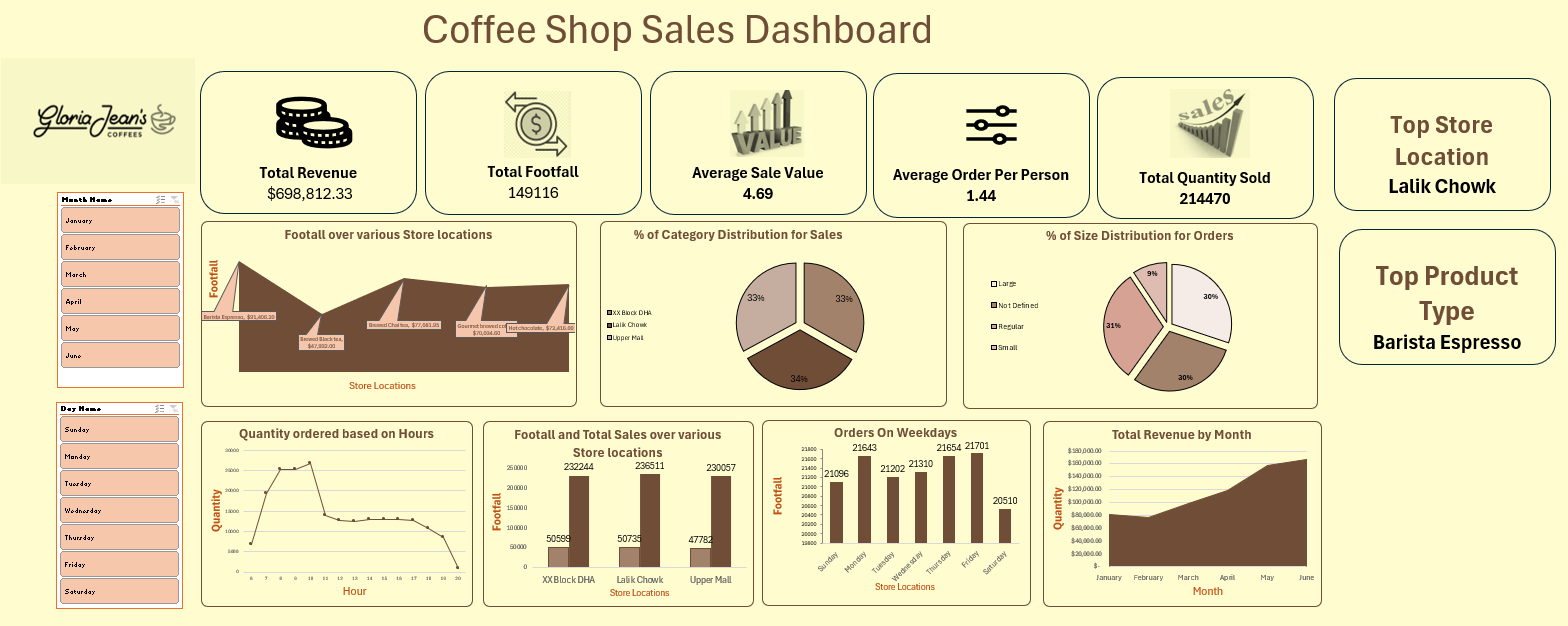 Coffee Shop Sales Dashboard
Gloria Jean's
COFFEES
Total Revenue
$698,812.33
Total Footfall
149116
VALUE
Average Sale Value
4.69
Average Order Per Person
1.44
sales
Total Quantity Sold
214470
Top Store
Location
Lalik Chowk
Top Product
Type
Barista Espresso
Month Name
January
February
March
April
May
June
Day Name
Sunday
Monday
Tuesday
Wednesday
Thursday
Friday
Saturday
Footall over various Store locations
Footfall
Barista Espresso, $91,406.20
Brewed Black tea,
$47,932.00
Brewed Chai tea, $77,081.95
Gourmet brewed
$70,034.00
Hot chocolate, $72,416.00
Store Locations
% of Category Distribution for Sales
XX Block DHA
Lalik Chowk
Upper Mall
33%
33%
34%
% of Size Distribution for Orders
Large
Not Defined
Regular
Small
9%
30%
31%
30%
Quantity ordered based on Hours
Quantity
30000
25000
20000
15000
10000
5000
0
6 7 8 9 10 11 12 13 14 15 16 17 18 19 20
Hour
Footall and Total Sales over various
Store locations
Footfall
250000
200000
150000
100000
50000
0
232244
236511
230057
50599
50735
47782
XX Block DHA
Lalik Chowk
Upper Mall
Store Locations
Orders On Weekdays
Footfall
21800
21600
21400
21200
21000
20800
20600
20400
20200
20000
19800
21096
21643
21202
21310
21654
21701
20510
Sunday
Monday
Tuesday
Wednesday
Thursday
Friday
Saturday
Store Locations
Total Revenue by Month
Quantity
$180,000.00
$160,000.00
$140,000.00
$120,000.00
$100,000.00
$80,000.00
$60,000.00
$40,000.00
$20,000.00
$-
January February March April May June
Month